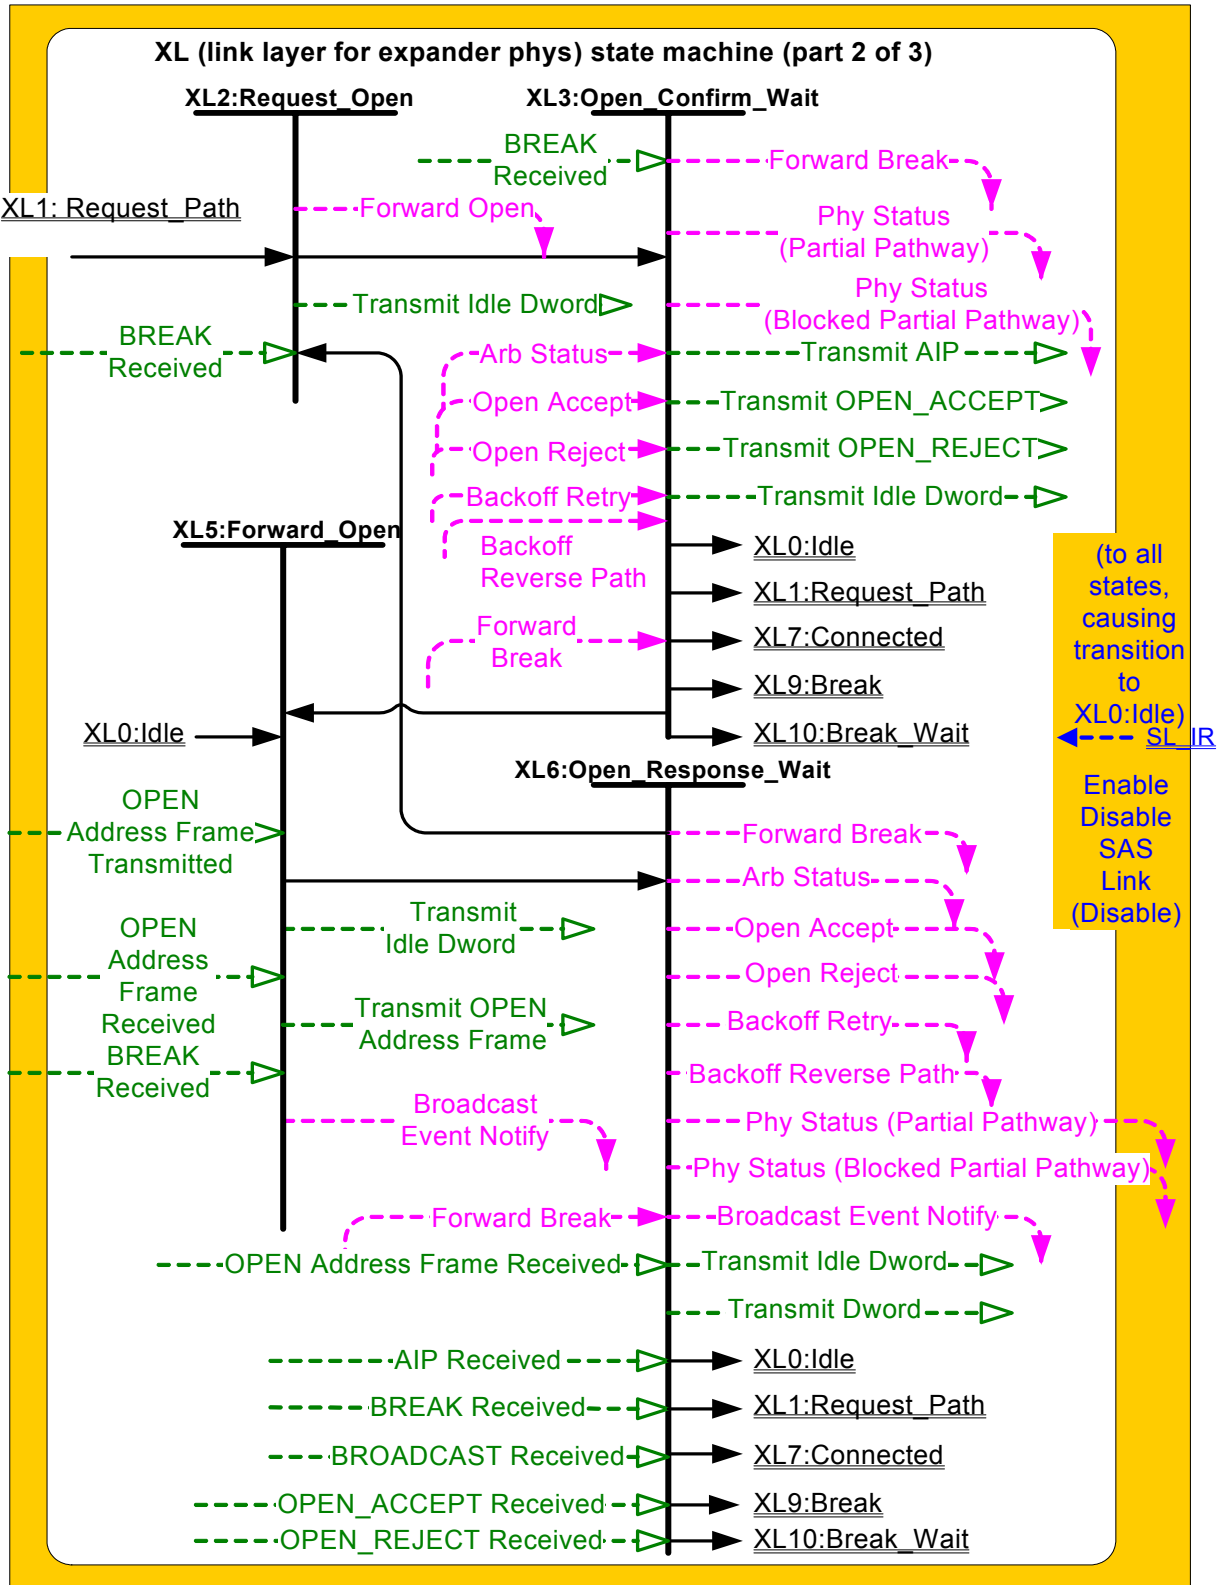 XL (link layer for expander phys) state machine (part 2 of 3)
XL2:Request_Open
XL3:Open_Confirm_Wait
BREAK
Received
Forward Break
XL1: Request_Path
Forward Open
Phy Status
(Partial Pathway)
Transmit Idle Dword
Phy Status
(Blocked Partial Pathway)
BREAK
Received
Arb Status
Transmit AIP
Open Accept
Transmit OPEN_ACCEPT
Open Reject
Transmit OPEN_REJECT
Backoff Retry
Transmit Idle Dword
XL5:Forward_Open
Backoff
Reverse Path
XL0:Idle
XL1:Request_Path
Forward
Break
XL7:Connected
XL9:Break
XL0:Idle
XL10:Break_Wait
(to all
states,
causing
transition
to
XL0:Idle)
SL_IR
Enable
Disable
SAS
Link
(Disable)
XL6:Open_Response_Wait
OPEN
Address Frame
Transmitted
Forward Break
Arb Status
Transmit
Idle Dword
Open Accept
OPEN
Address
Frame
Received
Open Reject
Transmit OPEN
Address Frame
Backoff Retry
BREAK
Received
Backoff Reverse Path
Broadcast
Event Notify
Phy Status (Partial Pathway)
Phy Status (Blocked Partial Pathway)
Forward Break
Broadcast Event Notify
OPEN Address Frame Received
Transmit Idle Dword
Transmit Dword
AIP Received
XL0:Idle
BREAK Received
XL1:Request_Path
BROADCAST Received
XL7:Connected
OPEN_ACCEPT Received
XL9:Break
OPEN_REJECT Received
XL10:Break_Wait